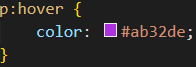 p:hover {
    color: #ab32de;
}